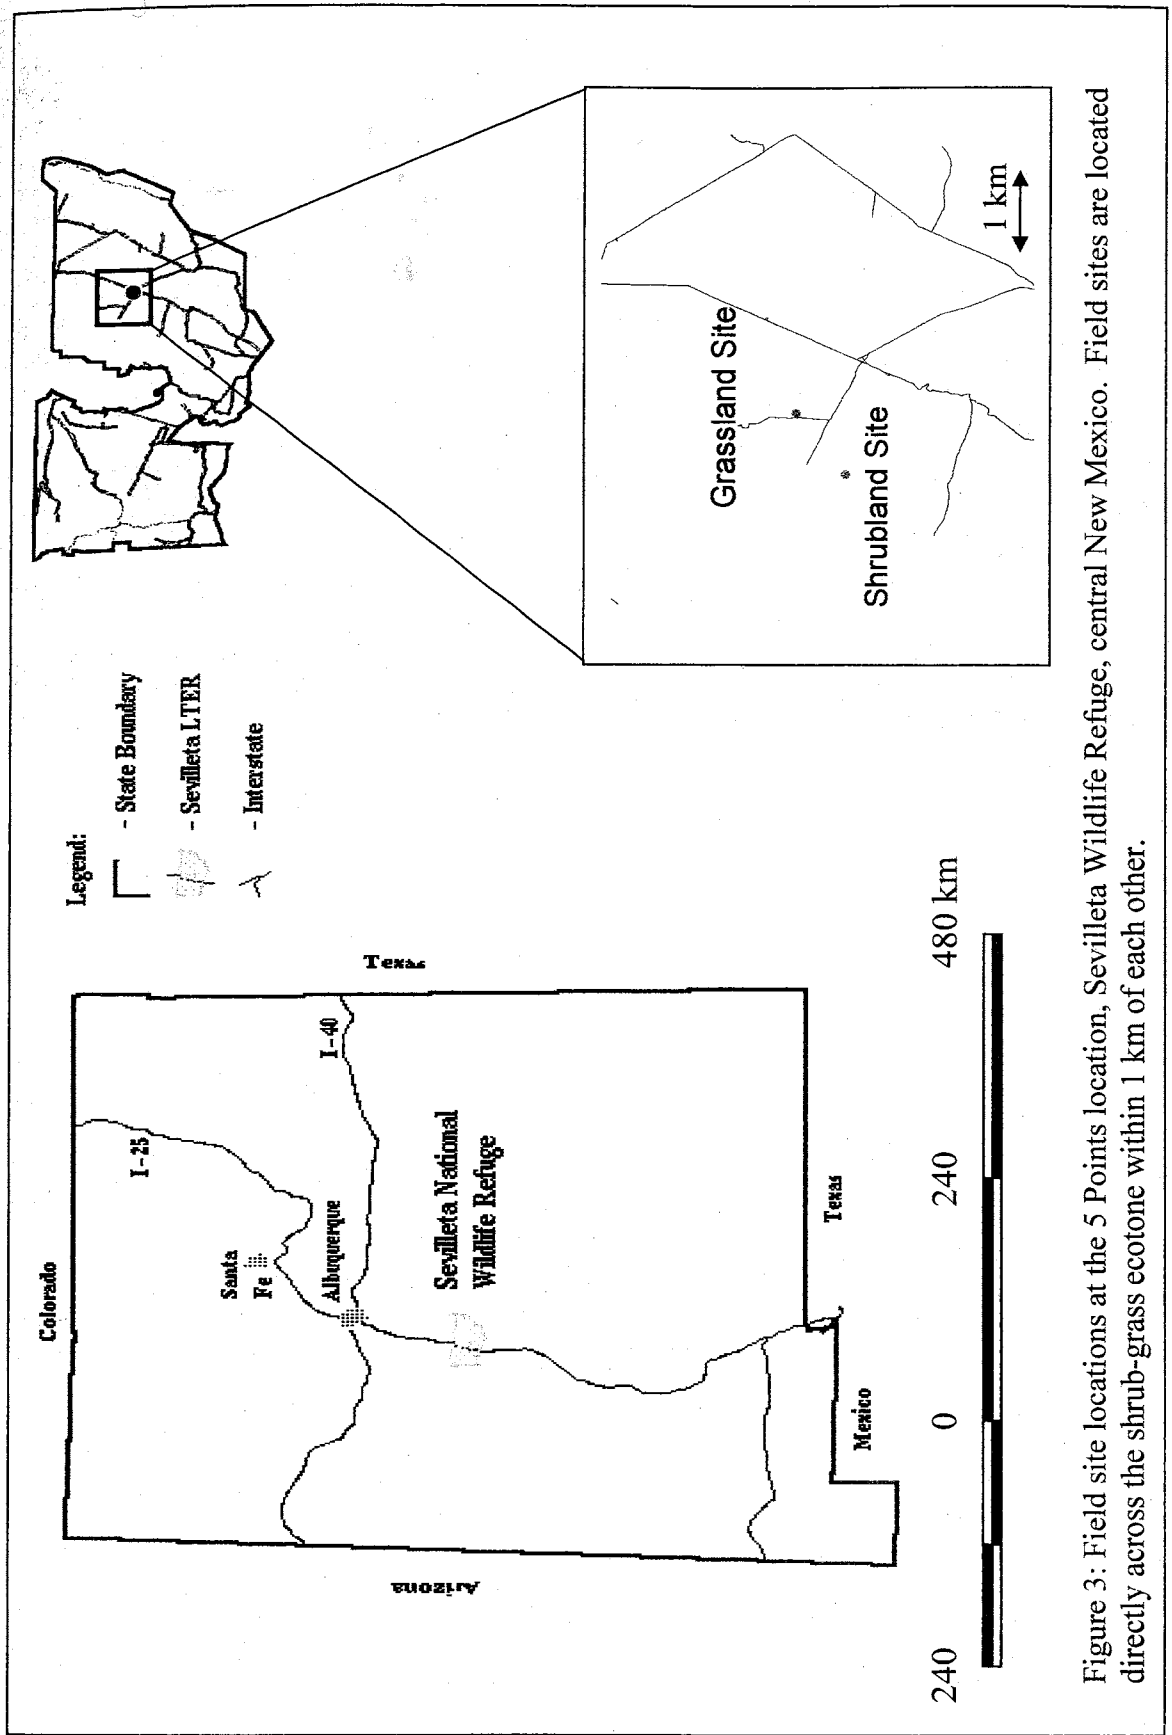 Colorado
I-25
Santa
Fe
Albuquerque
I-40
Texas
Arizona
Sevilleta National
Wildlife Refuge
Mexico
Texas
Legend:
- State Boundary
- Sevilleta LTER
- Interstate
240 0 240 480 km
Grassland Site
Shrubland Site
1 km
Figure 3: Field site locations at the 5 Points location, Sevilleta Wildlife Refuge, central New Mexico. Field sites are located
directly across the shrub-grass ecotone within 1 km of each other.